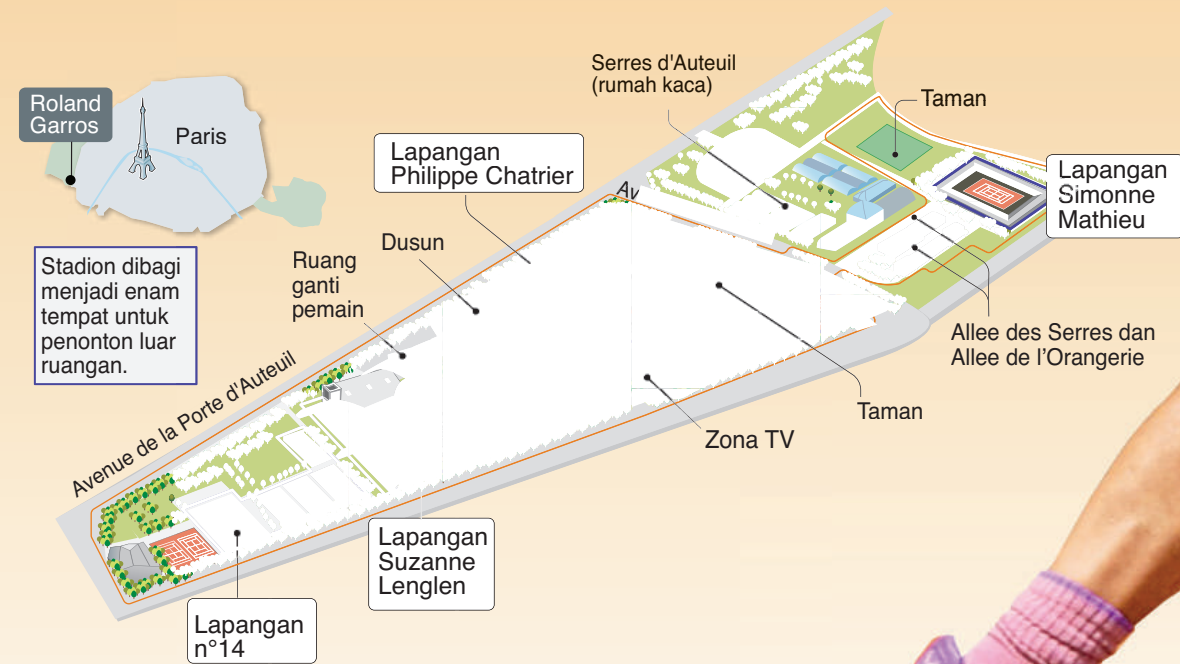 Roland
Garros
Paris
Stadion dibagi
menjadi enam
tempat untuk
penonton luar
ruangan.
Lapangan
Philippe Chatrier
Dusun
Ruang
ganti
pemain
Avenue de la Porte d'Auteuil
Av
Serres d'Auteuil
(rumah kaca)
Taman
Lapangan
Simonne
Mathieu
Allee des Serres dan
Allee de l'Orangerie
Taman
Zona TV
Lapangan
Suzanne
Lenglen
Lapangan
n°14